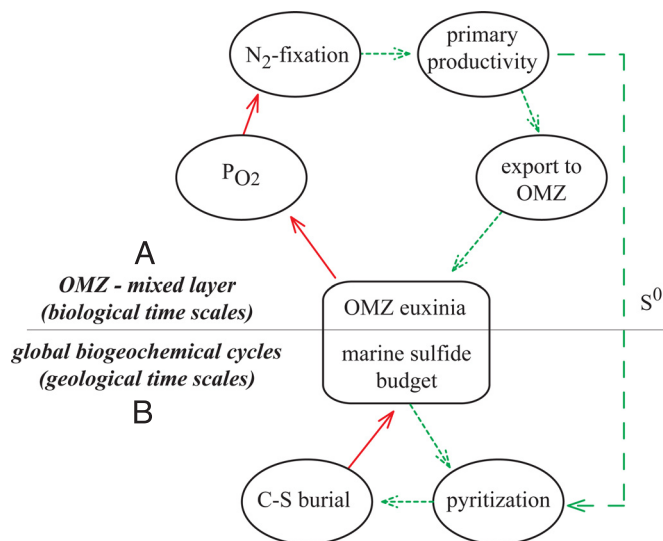 N₂-fixation
primary
productivity
P_O2
export to
OMZ
A
OMZ - mixed layer
(biological time scales)
OMZ euxinia
S⁰
global biogeochemical cycles
(geological time scales)
marine sulfide
budget
B
C-S burial
pyritization